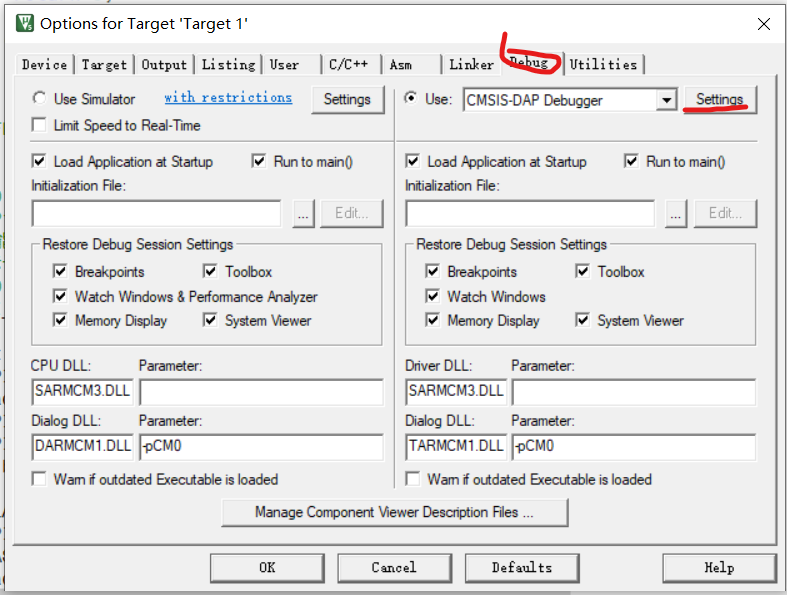 Options for Target 'Target 1'
Device Target Output Listing User C/C++ Asm Linker Debug Utilities
Use Simulator with restrictions Settings
Limit Speed to Real-Time
Use: CMSIS-DAP Debugger Settings
Load Application at Startup Run to main()
Initialization File:
... Edit...
Restore Debug Session Settings
Breakpoints Toolbox
Watch Windows & Performance Analyzer
Memory Display System Viewer
Load Application at Startup Run to main()
Initialization File:
... Edit...
Restore Debug Session Settings
Breakpoints Toolbox
Watch Windows
Memory Display System Viewer
CPU DLL: Parameter:
SARMCM3.DLL
Dialog DLL: Parameter:
DARMCM1.DLL -pCM0
Warn if outdated Executable is loaded
Driver DLL: Parameter:
SARMCM3.DLL
Dialog DLL: Parameter:
TARMCM1.DLL -pCM0
Warn if outdated Executable is loaded
Manage Component Viewer Description Files ...
OK Cancel Defaults Help